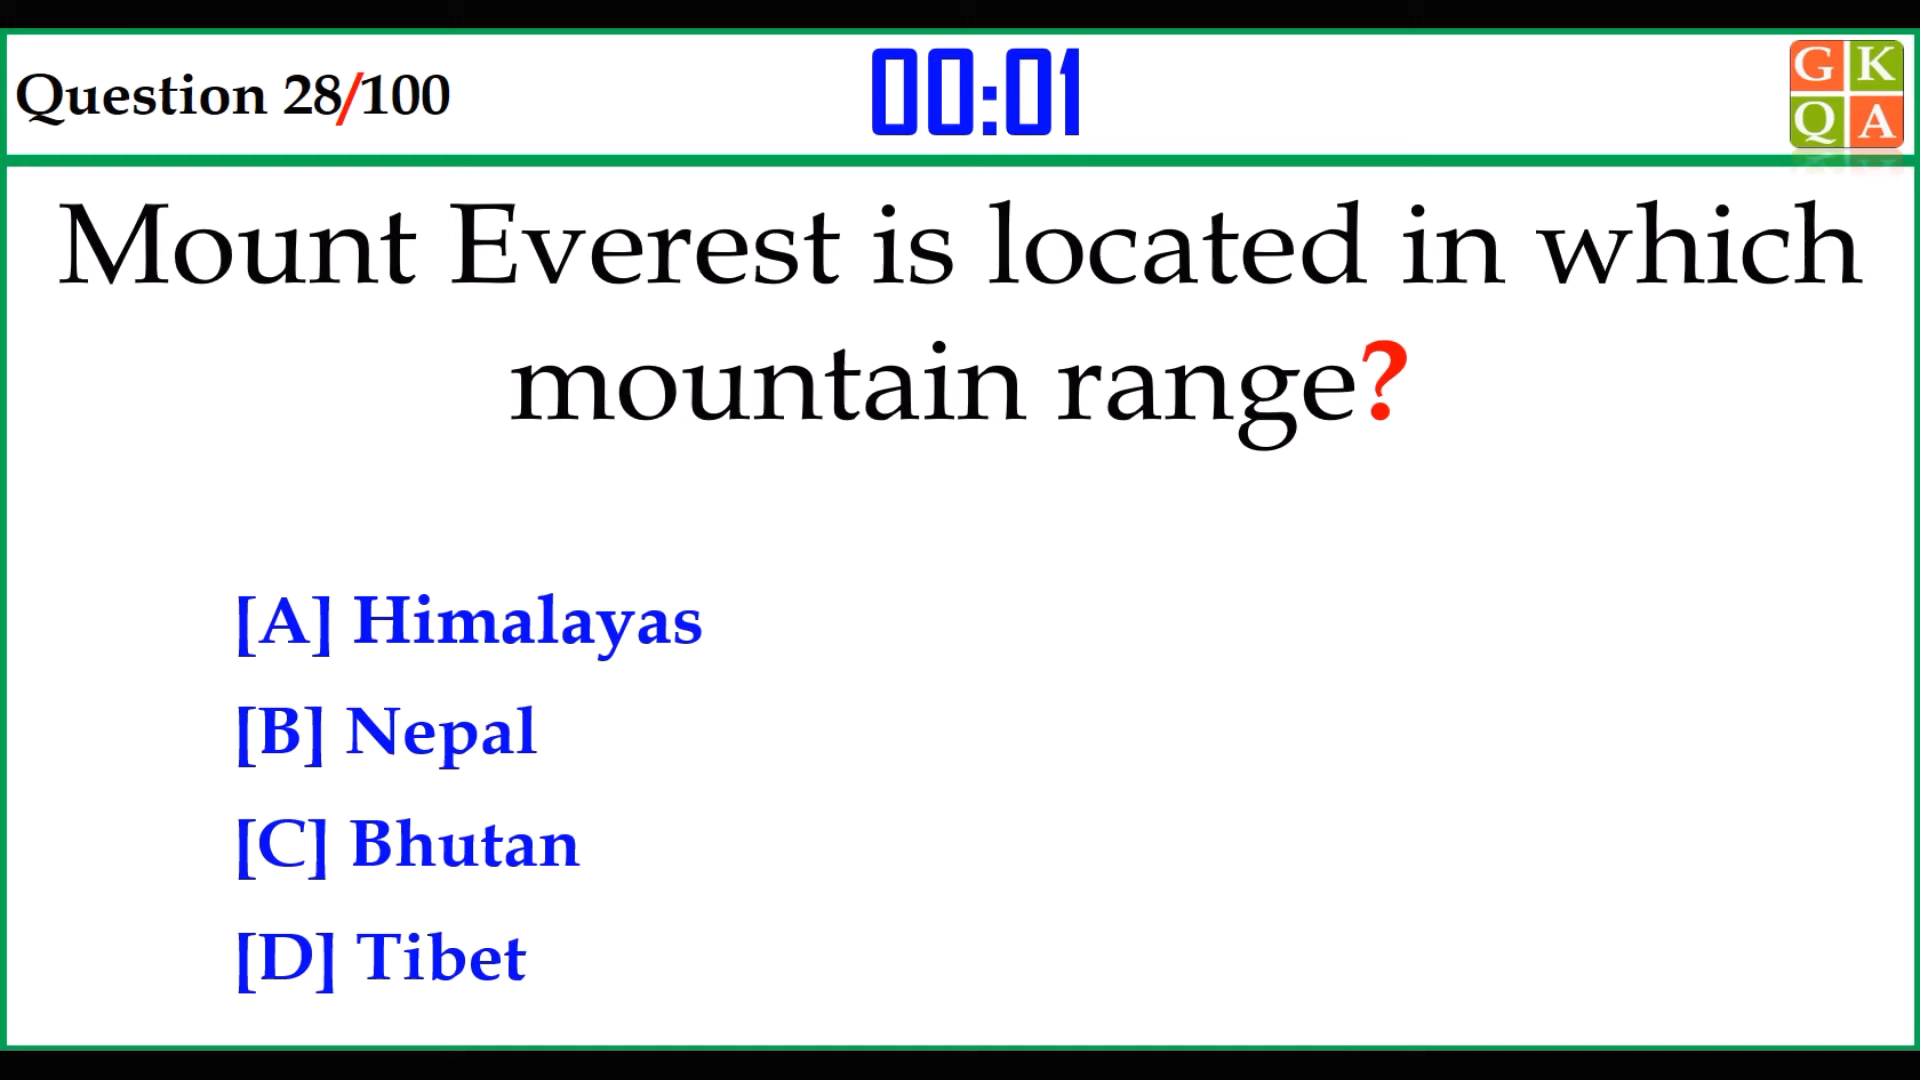 Question 28/100
00:01
G K
Q A
Mount Everest is located in which
mountain range?
[A] Himalayas
[B] Nepal
[C] Bhutan
[D] Tibet